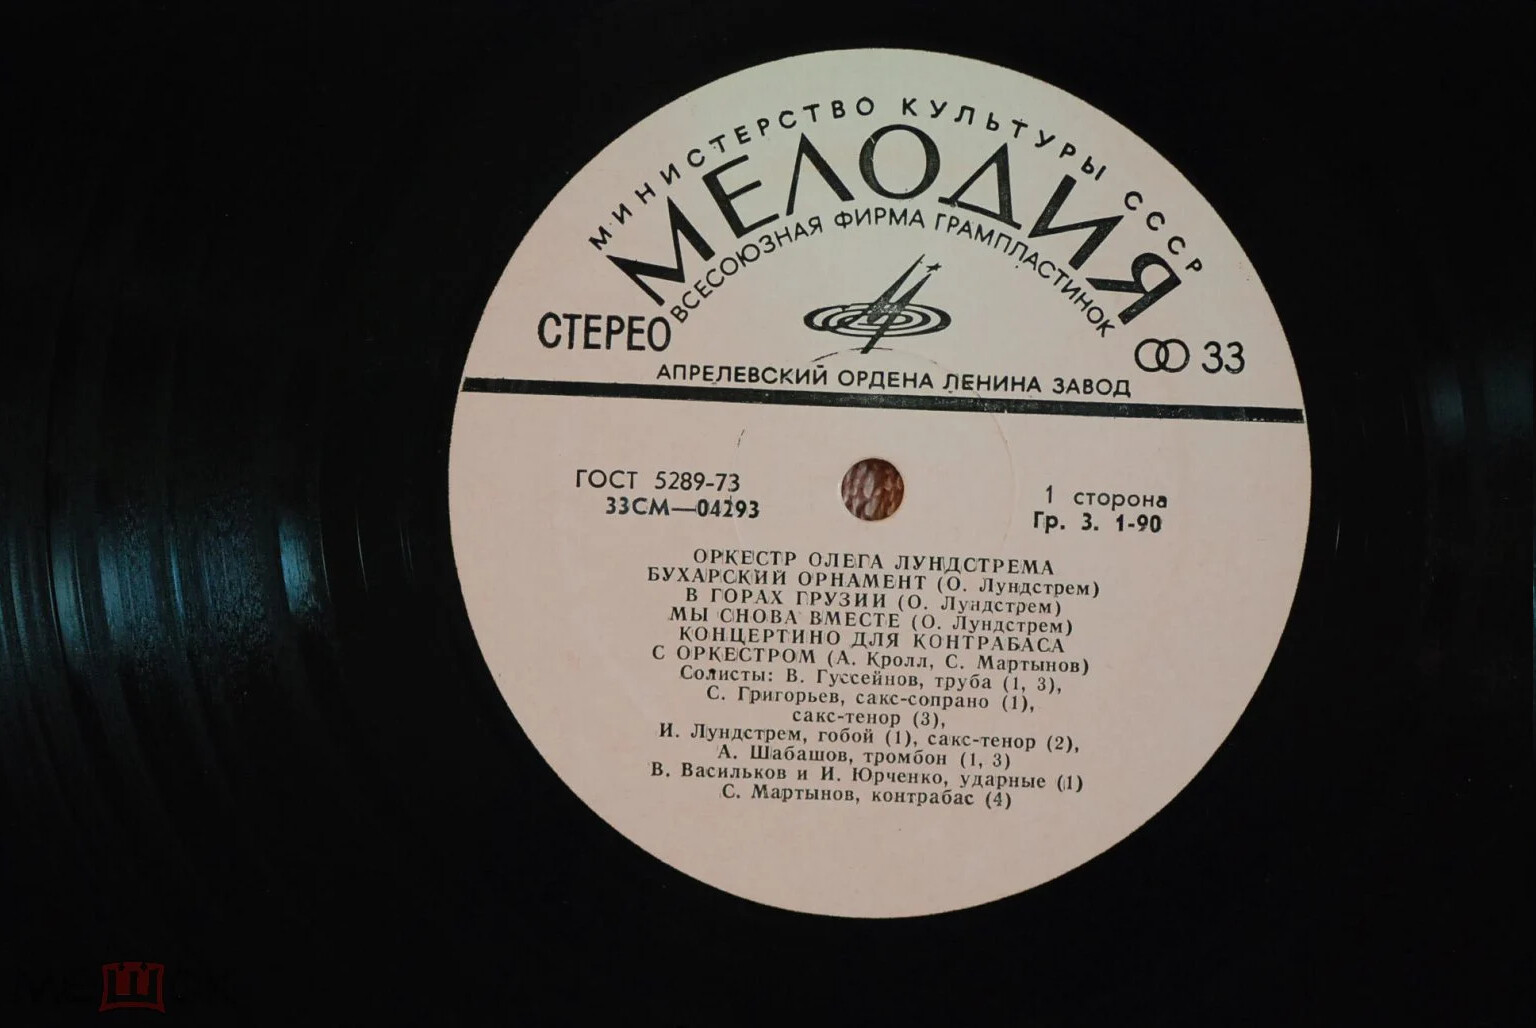 МИНИСТЕРСТВО КУЛЬТУРЫ СССР
МЕЛОДИЯ
ВСЕСОЮЗНАЯ ФИРМА ГРАМПЛАСТИНОК
СТЕРЕО
33
АПРЕЛЕВСКИЙ ОРДЕНА ЛЕНИНА ЗАВОД
ГОСТ 5289-73
33СМ—04293
1 сторона
Гр. 3. 1-90
ОРКЕСТР ОЛЕГА ЛУНДСТРЕМА
БУХАРСКИЙ ОРНАМЕНТ (О. Лундстрем)
В ГОРАХ ГРУЗИИ (О. Лундстрем)
МЫ СНОВА ВМЕСТЕ (О. Лундстрем)
КОНЦЕРТИНО ДЛЯ КОНТРАБАСА
С ОРКЕСТРОМ (А. Кролл, С. Мартынов)
Солисты: В. Гуссейнов, труба (1, 3),
С. Григорьев, сакс-сопрано (1),
сакс-тенор (3),
И. Лундстрем, гобой (1), сакс-тенор (2),
А. Шабашов, тромбон (1, 3)
В. Васильков и И. Юрченко, ударные (1)
С. Мартынов, контрабас (4)